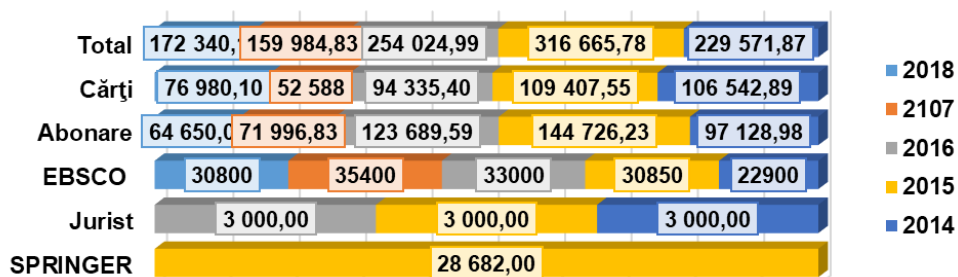 Total 172 340, 159 984,83 254 024,99 316 665,78 229 571,87
Cărţi 76 980,10 52 588 94 335,40 109 407,55 106 542,89
Abonare 64 650,0 71 996,83 123 689,59 144 726,23 97 128,98
EBSCO 30800 35400 33000 30850 22900
Jurist 3 000,00 3 000,00 3 000,00
SPRINGER 28 682,00
2018
2107
2016
2015
2014